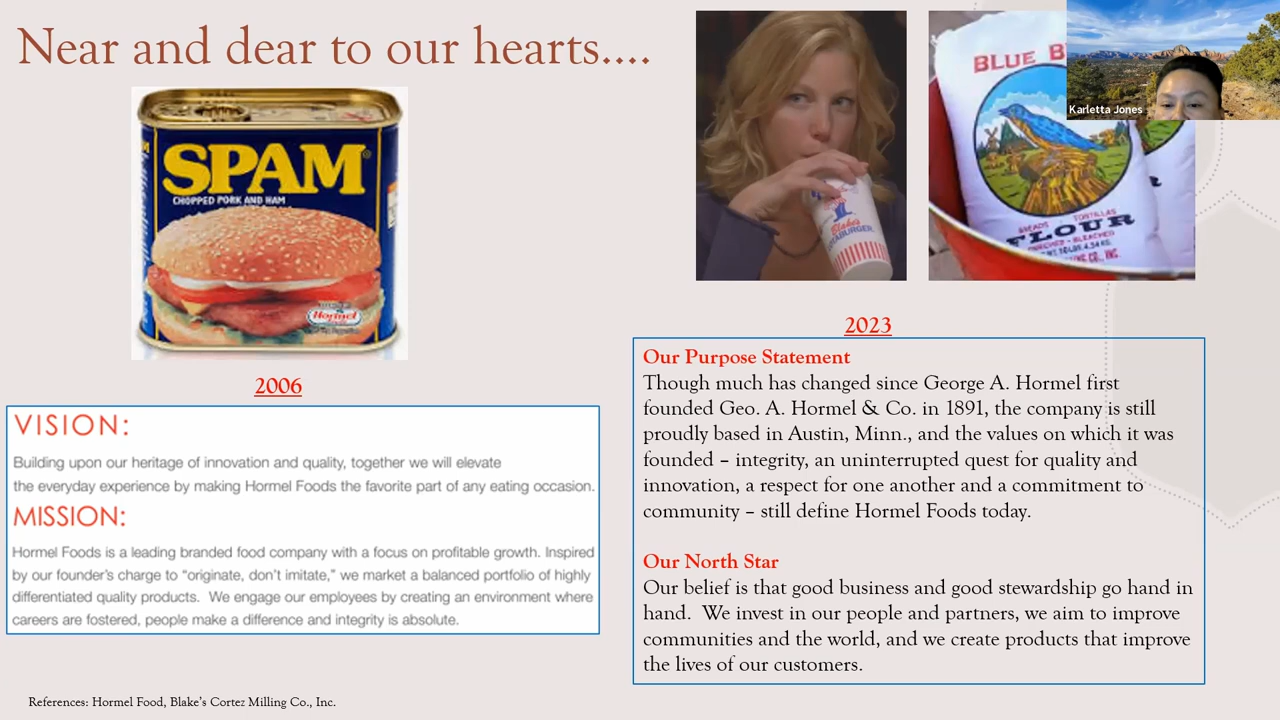 Near and dear to our hearts....
SPAM®
CHOPPED PORK AND HAM
Hormel
BLUE B
BREADS TORTILLAS
FLOUR
ENRICHED • BLEACHED
Karletta Jones
2006
VISION:
Building upon our heritage of innovation and quality, together we will elevate
the everyday experience by making Hormel Foods the favorite part of any eating occasion.
MISSION:
Hormel Foods is a leading branded food company with a focus on profitable growth. Inspired
by our founder's charge to "originate, don't imitate," we market a balanced portfolio of highly
differentiated quality products.  We engage our employees by creating an environment where
careers are fostered, people make a difference and integrity is absolute.
2023
Our Purpose Statement
Though much has changed since George A. Hormel first
founded Geo. A. Hormel & Co. in 1891, the company is still
proudly based in Austin, Minn., and the values on which it was
founded – integrity, an uninterrupted quest for quality and
innovation, a respect for one another and a commitment to
community – still define Hormel Foods today.
Our North Star
Our belief is that good business and good stewardship go hand in
hand.  We invest in our people and partners, we aim to improve
communities and the world, and we create products that improve
the lives of our customers.
References: Hormel Food, Blake's Cortez Milling Co., Inc.